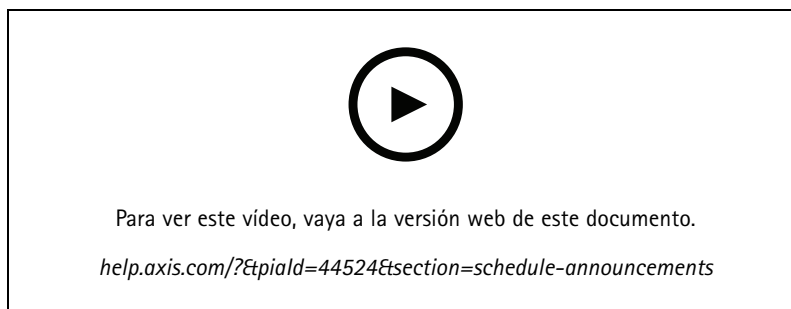 Para ver este vídeo, vaya a la versión web de este documento.
help.axis.com/?&piaId=44524&section=schedule-announcements